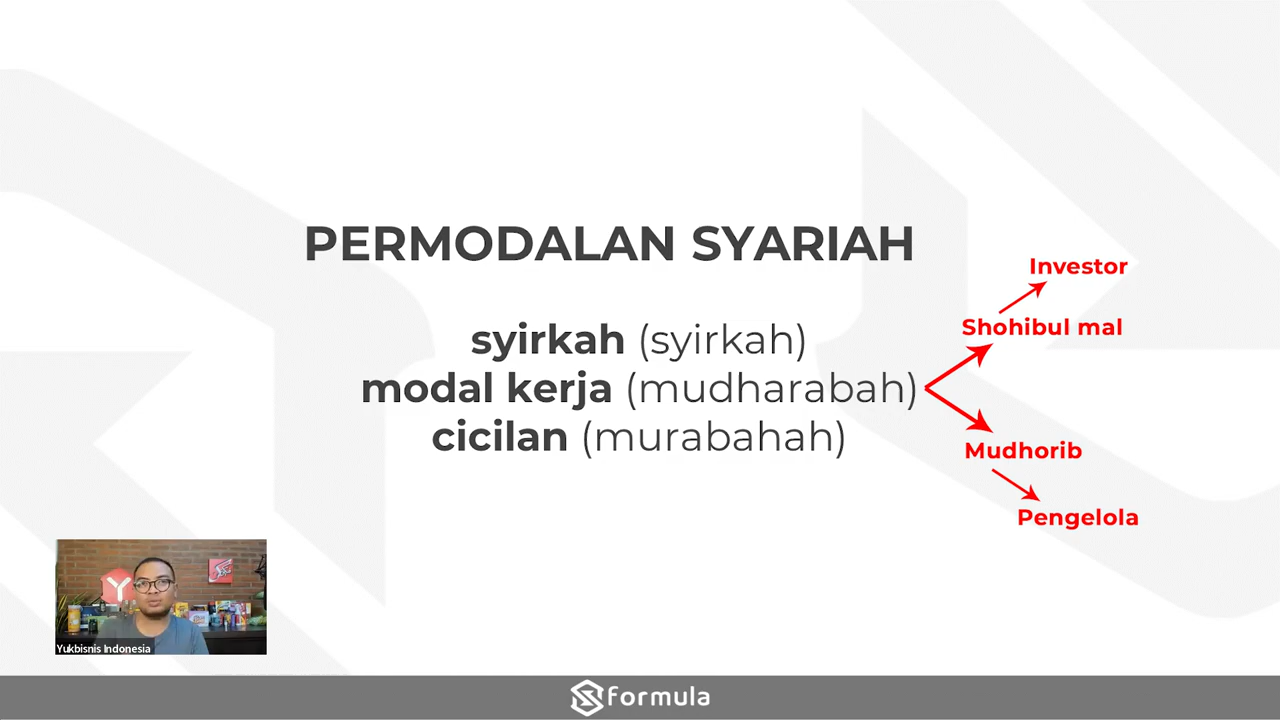 PERMODALAN SYARIAH
syirkah (syirkah)
modal kerja (mudharabah)
cicilan (murabahah)
Investor
Shohibul mal
Mudhorib
Pengelola
Yukbisnis Indonesia
formula